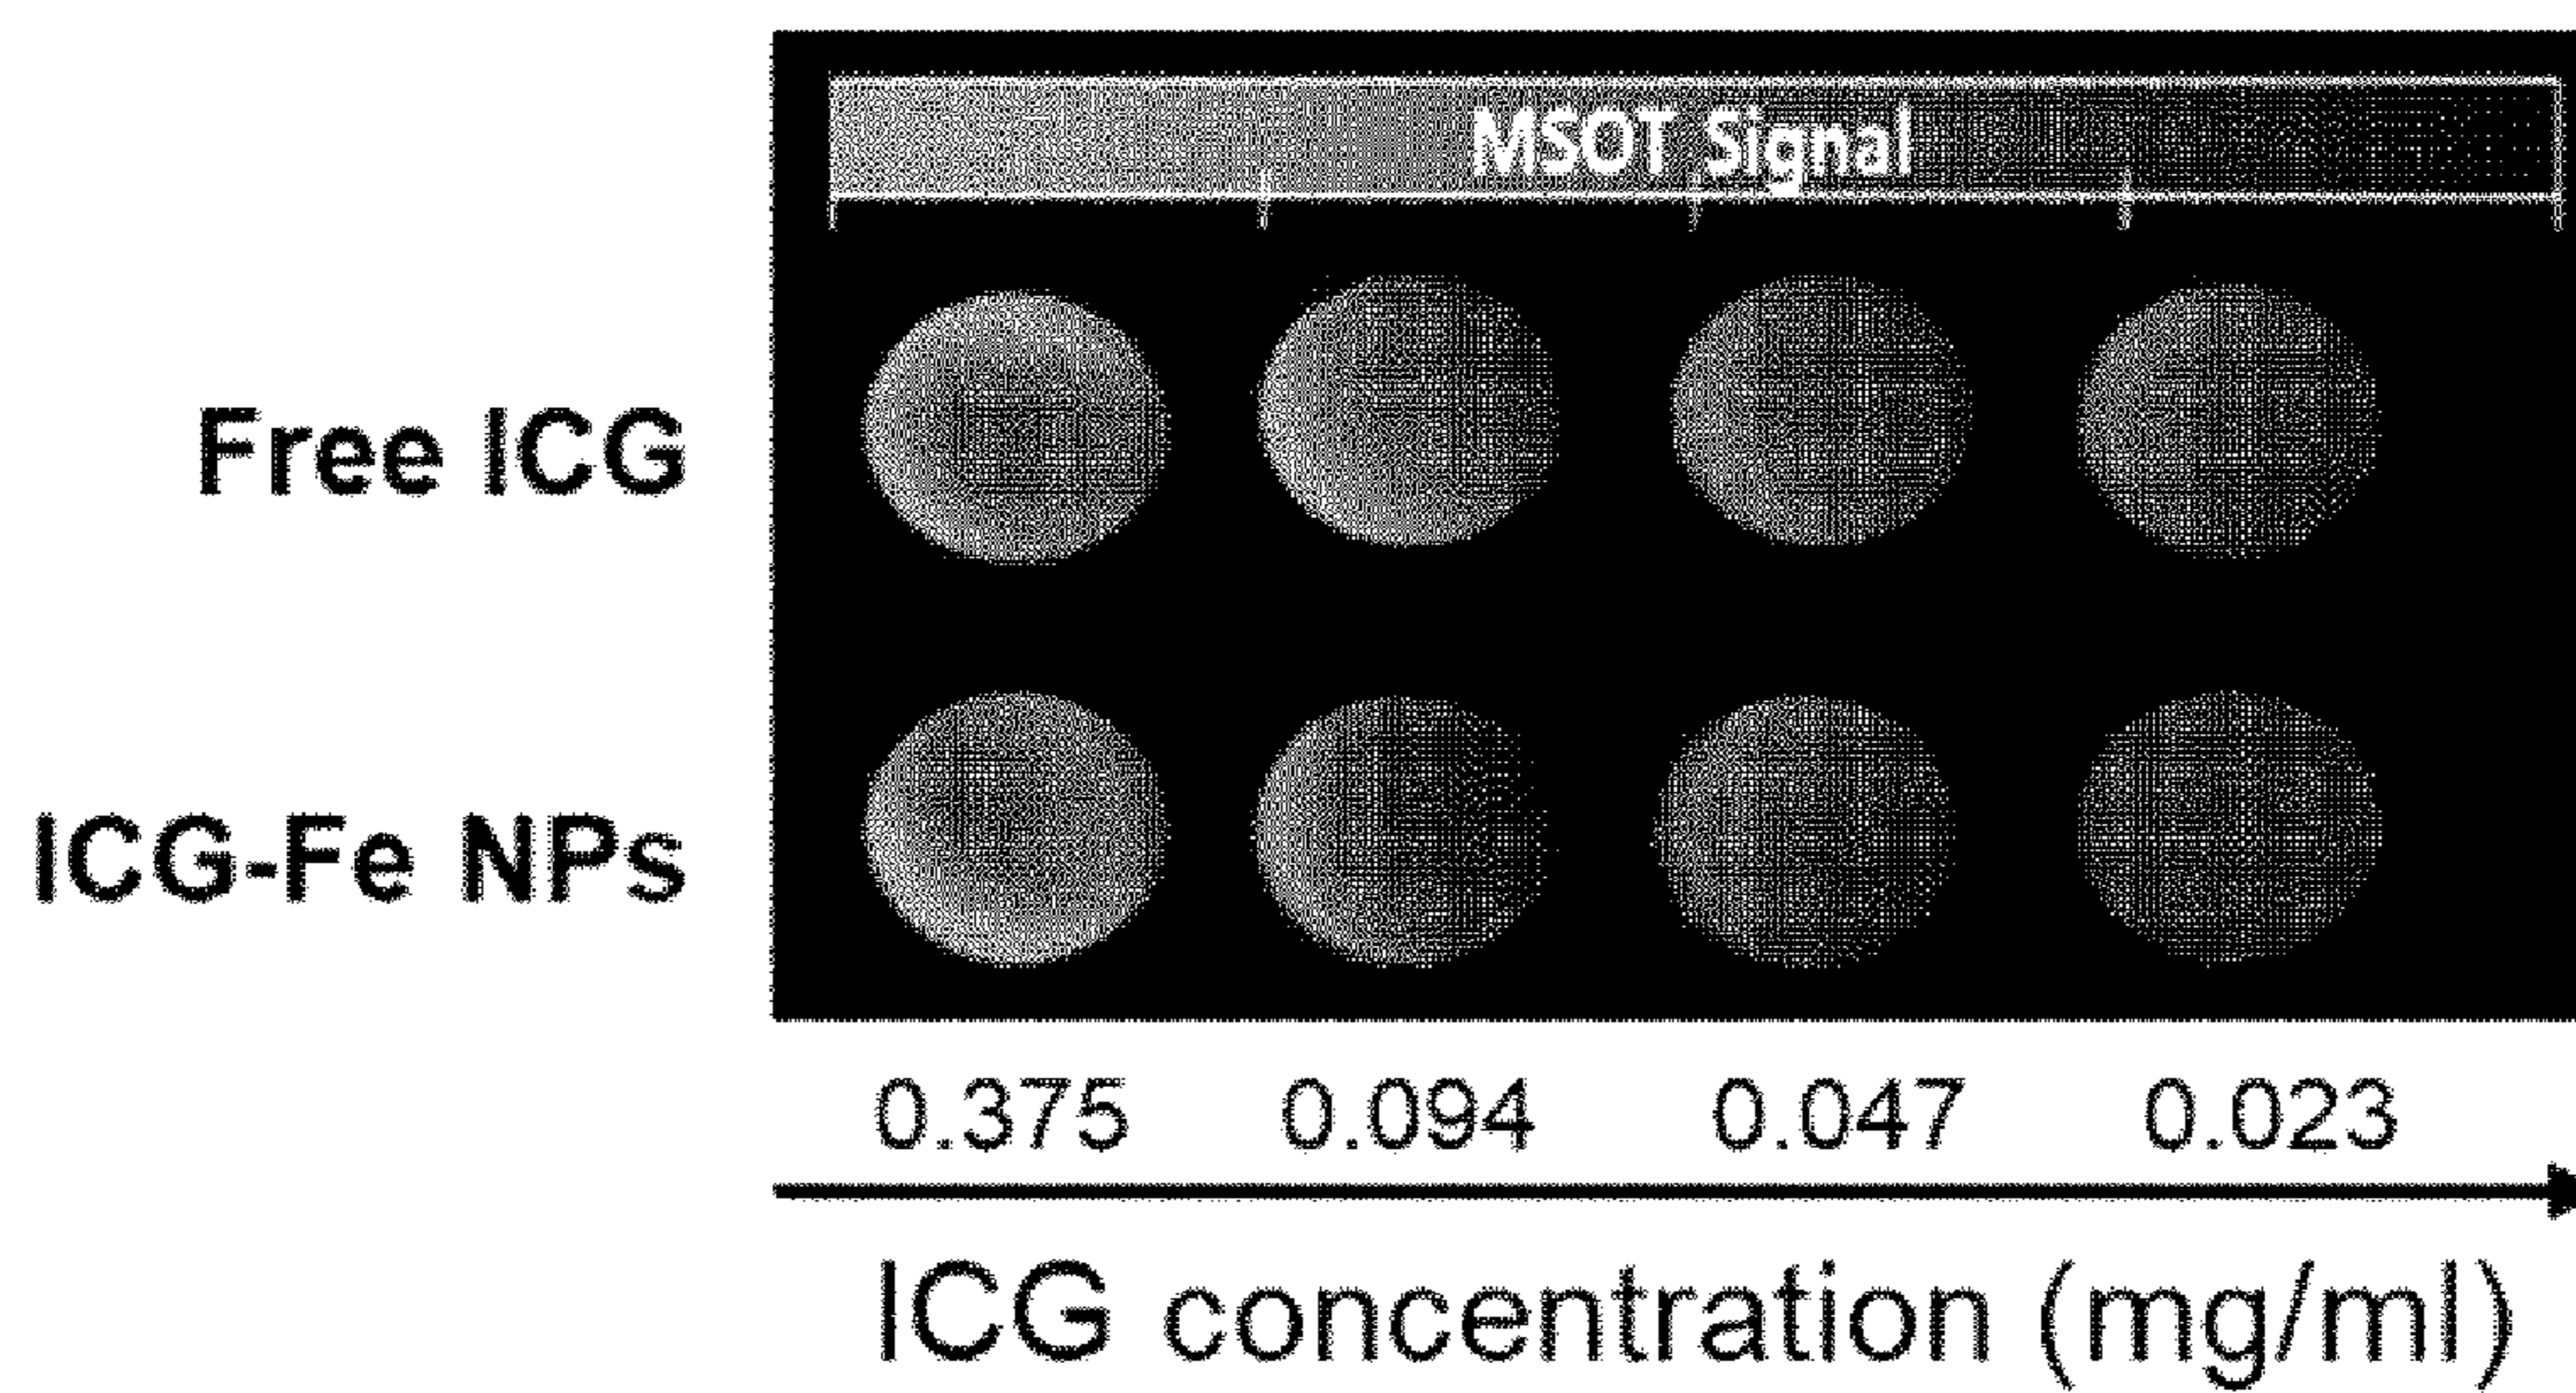 MSOT Signal
Free ICG
ICG-Fe NPs
0.375 0.094 0.047 0.023
ICG concentration (mg/ml)